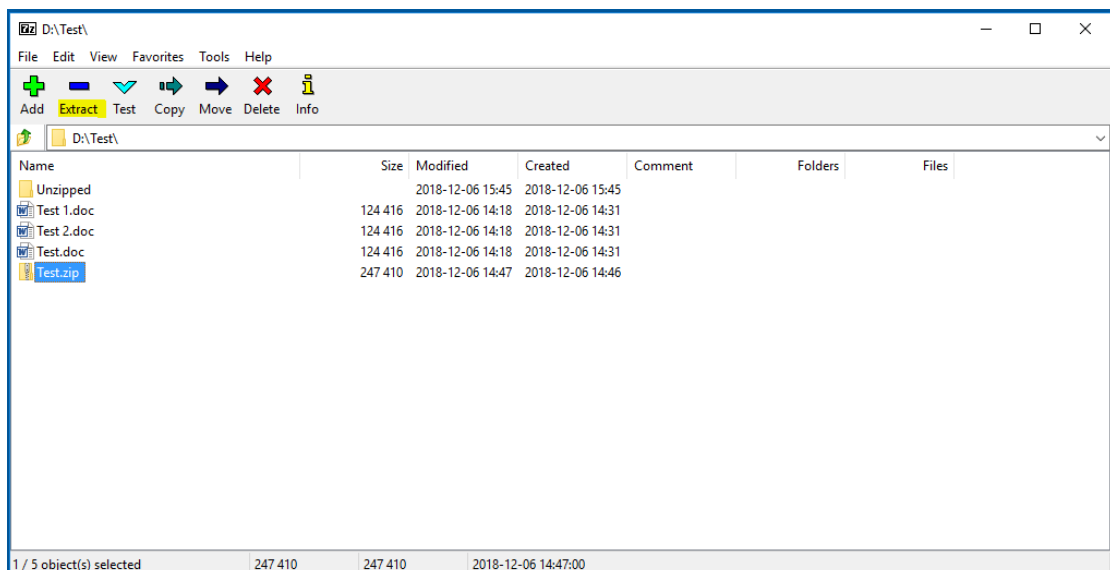 7z D:\Test\
File Edit View Favorites Tools Help
Add Extract Test Copy Move Delete Info
D:\Test\
Name Size Modified Created Comment Folders Files
Unzipped 2018-12-06 15:45 2018-12-06 15:45
Test 1.doc 124 416 2018-12-06 14:18 2018-12-06 14:31
Test 2.doc 124 416 2018-12-06 14:18 2018-12-06 14:31
Test.doc 124 416 2018-12-06 14:18 2018-12-06 14:31
Test.zip 247 410 2018-12-06 14:47 2018-12-06 14:46
1 / 5 object(s) selected 247 410 247 410 2018-12-06 14:47:00